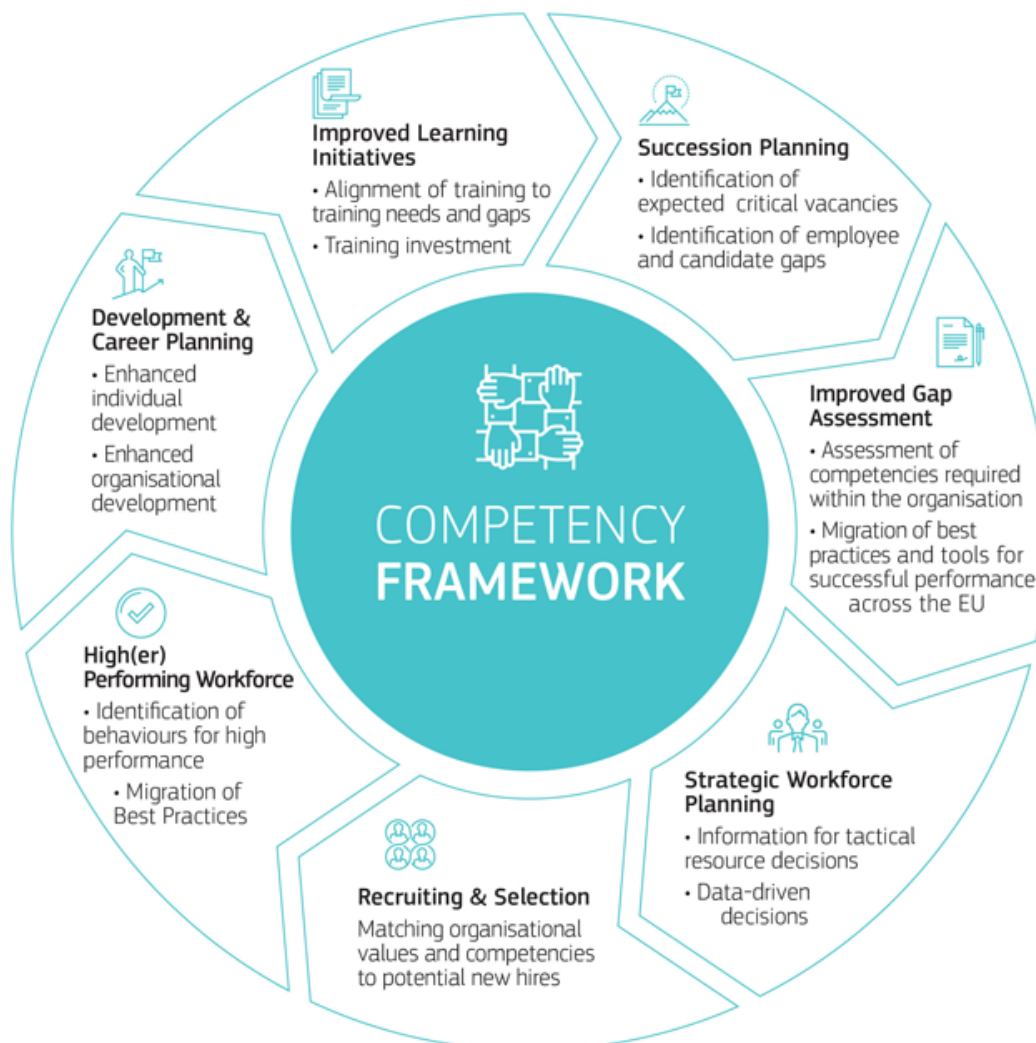 Improved Learning
Initiatives
• Alignment of training to
training needs and gaps
• Training investment
Succession Planning
• Identification of
expected critical vacancies
• Identification of employee
and candidate gaps
Improved Gap
Assessment
• Assessment of
competencies required
within the organisation
• Migration of best
practices and tools for
successful performance
across the EU
Strategic Workforce
Planning
• Information for tactical
resource decisions
• Data-driven
decisions
Recruiting & Selection
Matching organisational
values and competencies
to potential new hires
High(er)
Performing Workforce
• Identification of
behaviours for high
performance
• Migration of
Best Practices
Development &
Career Planning
• Enhanced
individual
development
• Enhanced
organisational
development
COMPETENCY
FRAMEWORK